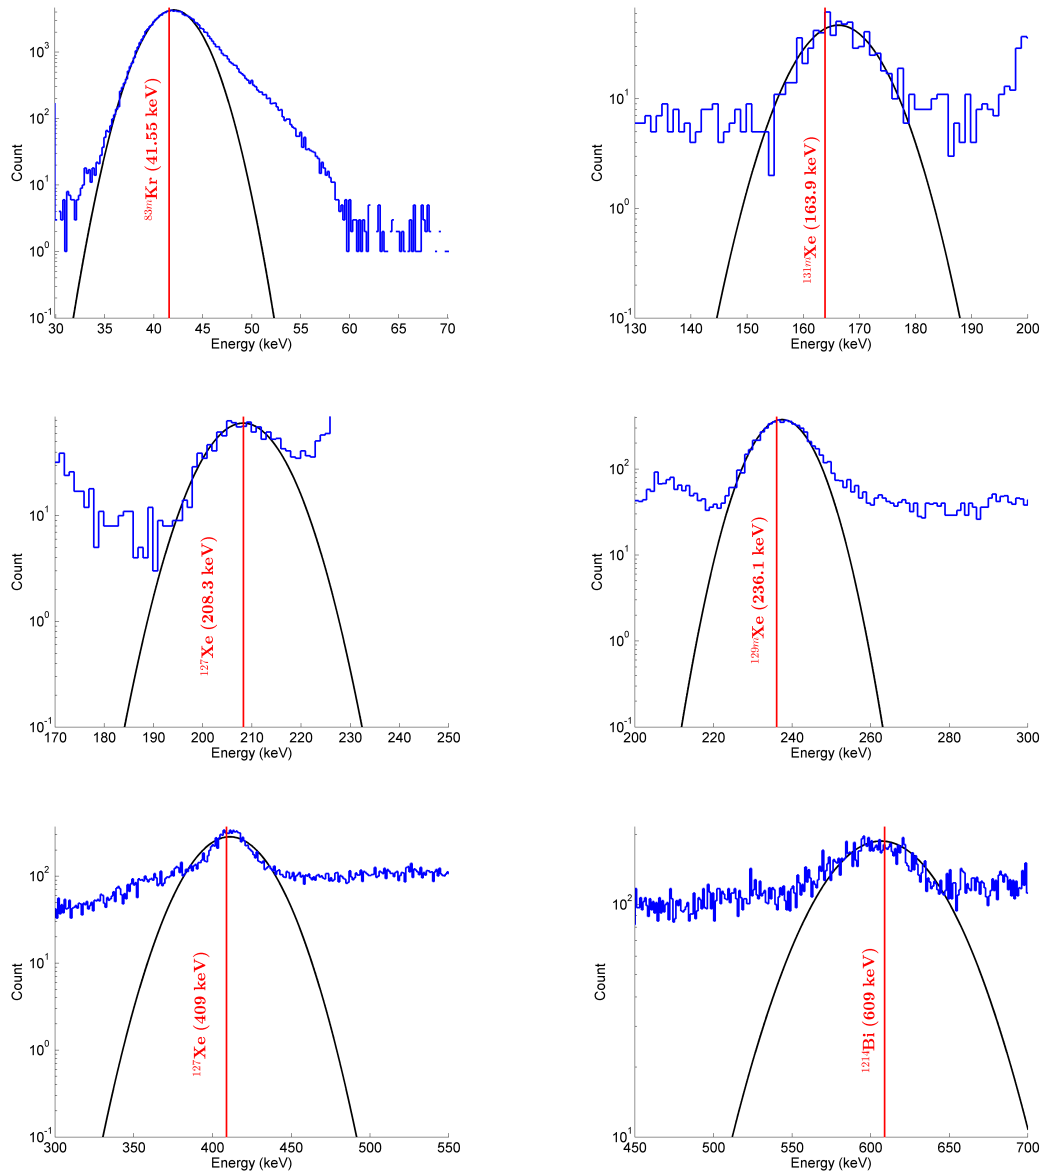 10³
10²
10¹
10⁰
10⁻¹
Count
⁸³ᵐKr (41.55 keV)
30 35 40 45 50 55 60 65 70
Energy (keV)
10¹
10⁰
10⁻¹
Count
¹³¹ᵐXe (163.9 keV)
130 140 150 160 170 180 190 200
Energy (keV)
10¹
10⁰
10⁻¹
Count
¹²⁷Xe (208.3 keV)
170 180 190 200 210 220 230 240 250
Energy (keV)
10²
10¹
10⁰
10⁻¹
Count
¹²⁹ᵐXe (236.1 keV)
200 220 240 260 280 300
Energy (keV)
10²
10¹
10⁰
10⁻¹
Count
¹²⁷Xe (409 keV)
300 350 400 450 500 550
Energy (keV)
10²
10¹
Count
¹²¹⁴Bi (609 keV)
450 500 550 600 650 700
Energy (keV)